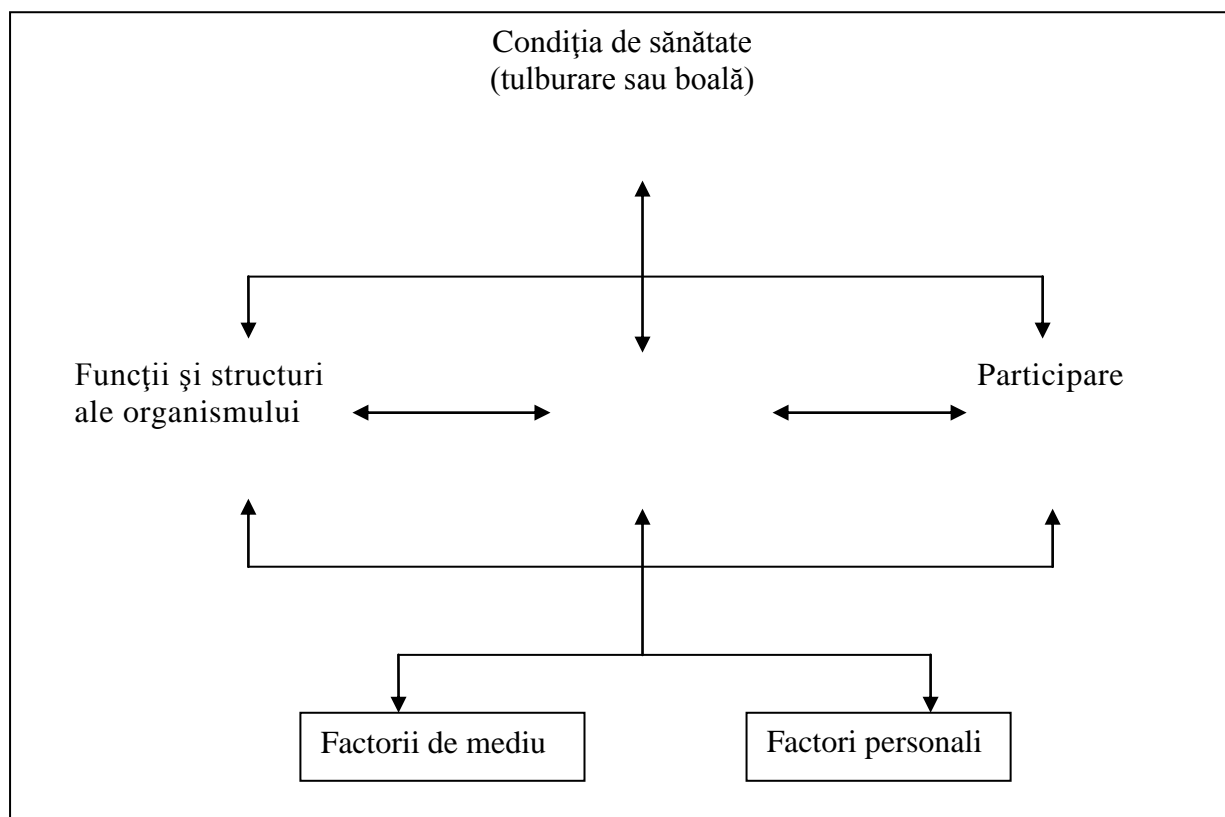 Condiţia de sănătate
(tulburare sau boală)
Funcţii şi structuri
ale organismului
Participare
Factorii de mediu
Factori personali